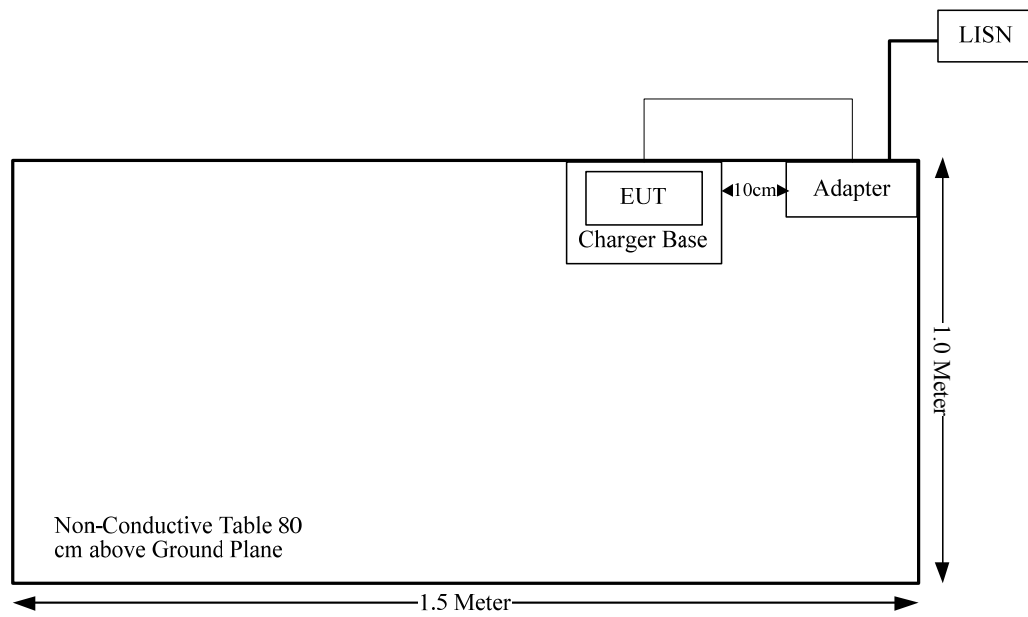 LISN
EUT
10cm
Adapter
Charger Base
1.0 Meter
Non-Conductive Table 80
cm above Ground Plane
1.5 Meter